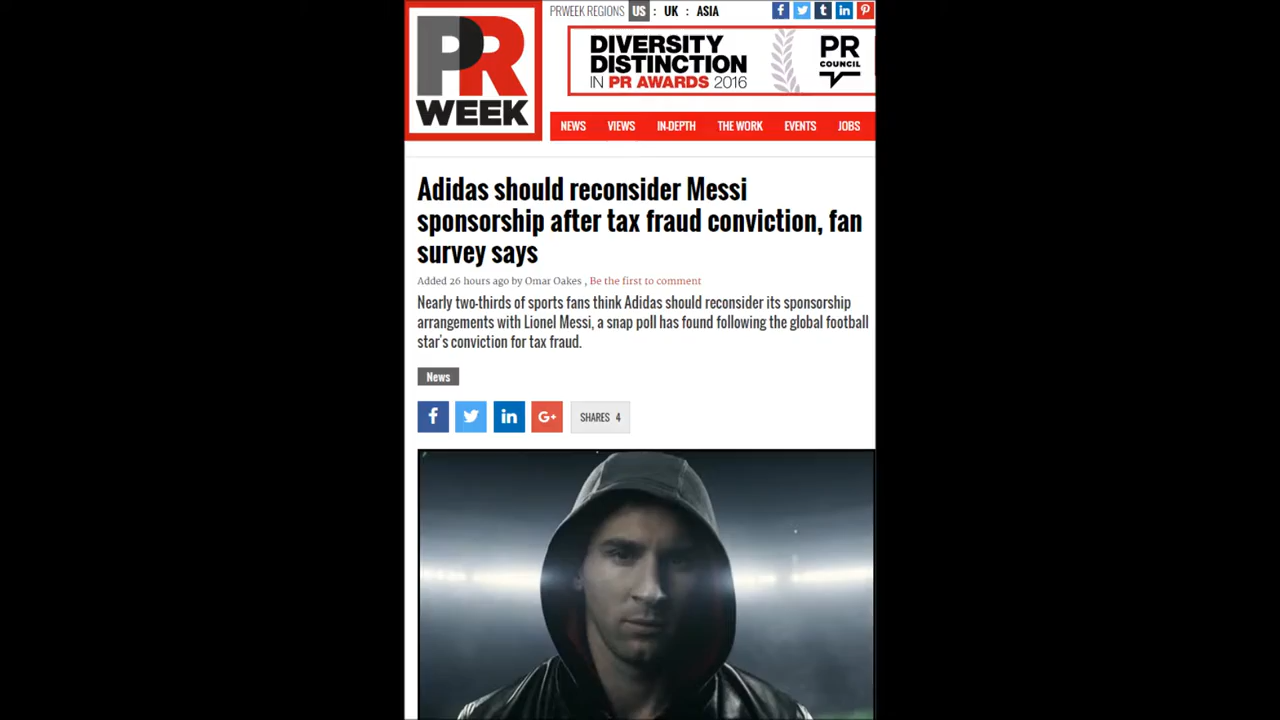 PR
WEEK
PRWEEK REGIONS US : UK : ASIA
DIVERSITY
DISTINCTION
IN PR AWARDS 2016
PR
COUNCIL
NEWS VIEWS IN-DEPTH THE WORK EVENTS JOBS
Adidas should reconsider Messi
sponsorship after tax fraud conviction, fan
survey says
Added 26 hours ago by Omar Oakes , Be the first to comment
Nearly two-thirds of sports fans think Adidas should reconsider its sponsorship
arrangements with Lionel Messi, a snap poll has found following the global football
star's conviction for tax fraud.
News
SHARES 4